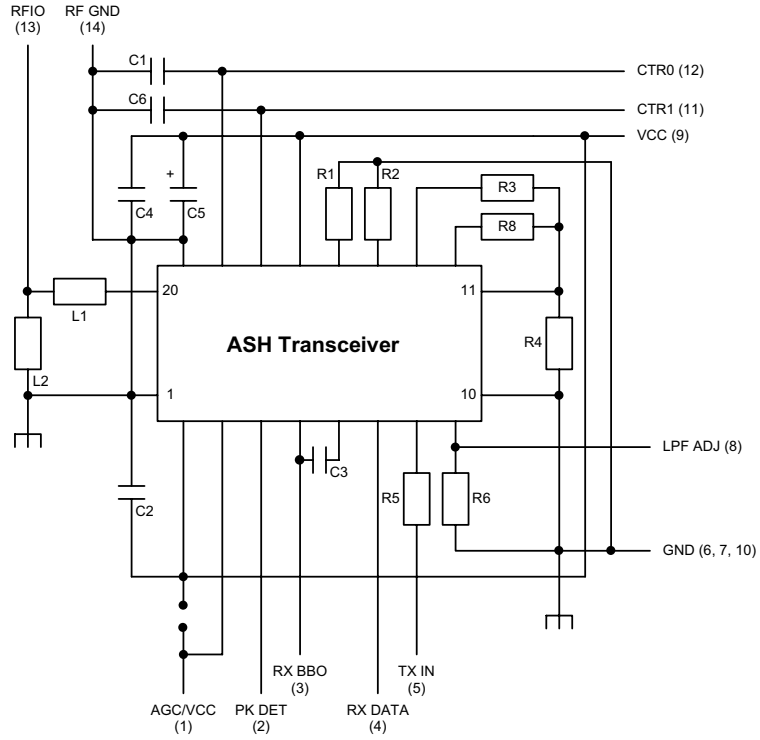 RFIO
(13)
RF GND
(14)
C1
CTR0 (12)
C6
CTR1 (11)
VCC (9)
+
C4
C5
R1
R2
R3
R8
20
11
L1
ASH Transceiver
R4
L2
1
10
LPF ADJ (8)
C2
C3
R5
R6
GND (6, 7, 10)
AGC/VCC
(1)
PK DET
(2)
RX BBO
(3)
RX DATA
(4)
TX IN
(5)